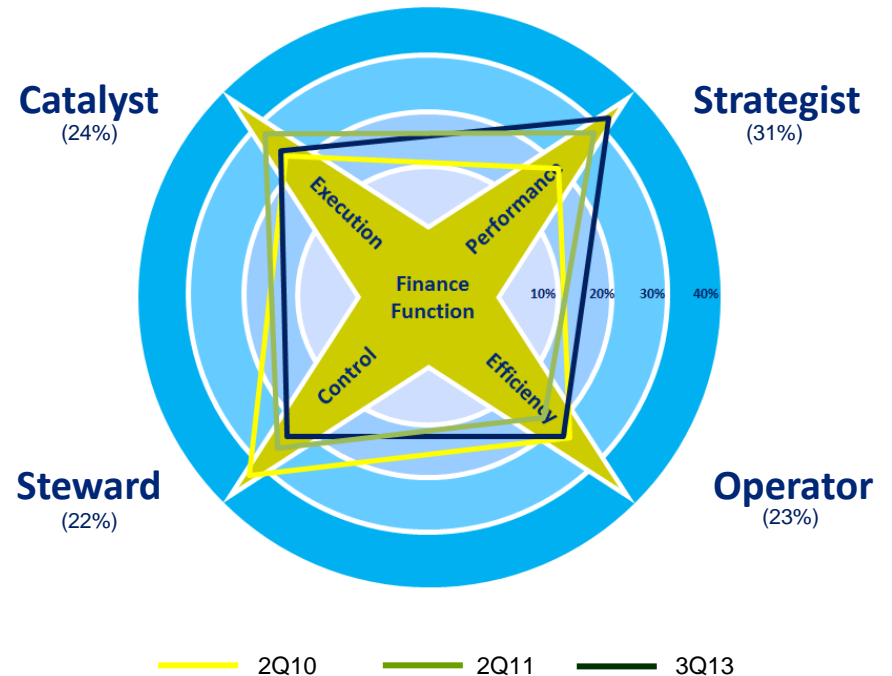 Catalyst
(24%)
Strategist
(31%)
Execution
Performance
Finance
Function
10%
20%
30%
40%
Control
Efficiency
Steward
(22%)
Operator
(23%)
2Q10
2Q11
3Q13